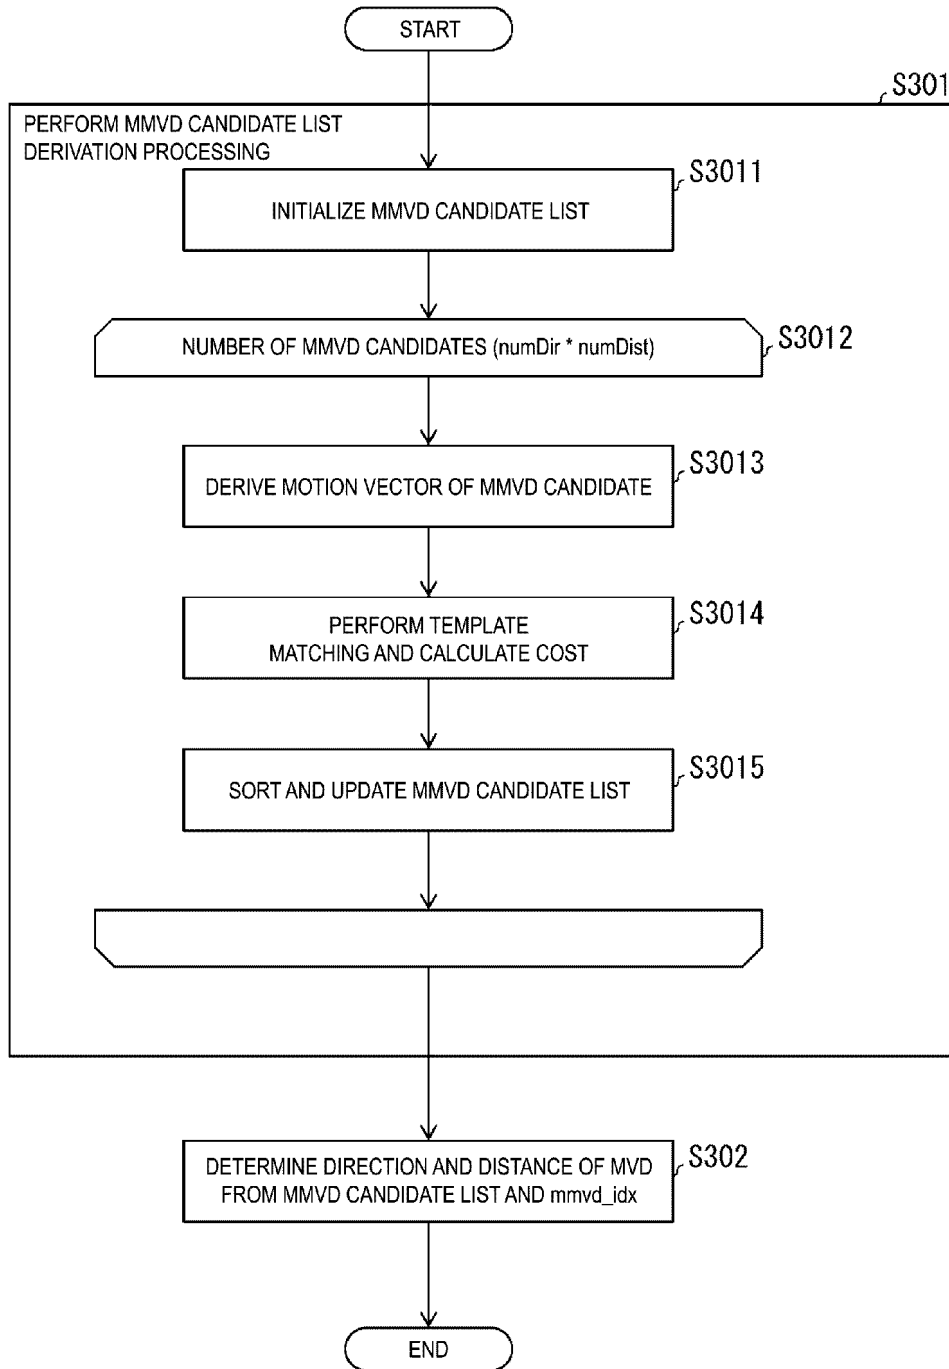 START
S301
PERFORM MMVD CANDIDATE LIST
DERIVATION PROCESSING
S3011
INITIALIZE MMVD CANDIDATE LIST
NUMBER OF MMVD CANDIDATES (numDir * numDist)
S3012
S3013
DERIVE MOTION VECTOR OF MMVD CANDIDATE
S3014
PERFORM TEMPLATE
MATCHING AND CALCULATE COST
S3015
SORT AND UPDATE MMVD CANDIDATE LIST
S302
DETERMINE DIRECTION AND DISTANCE OF MVD
FROM MMVD CANDIDATE LIST AND mmvd_idx
END